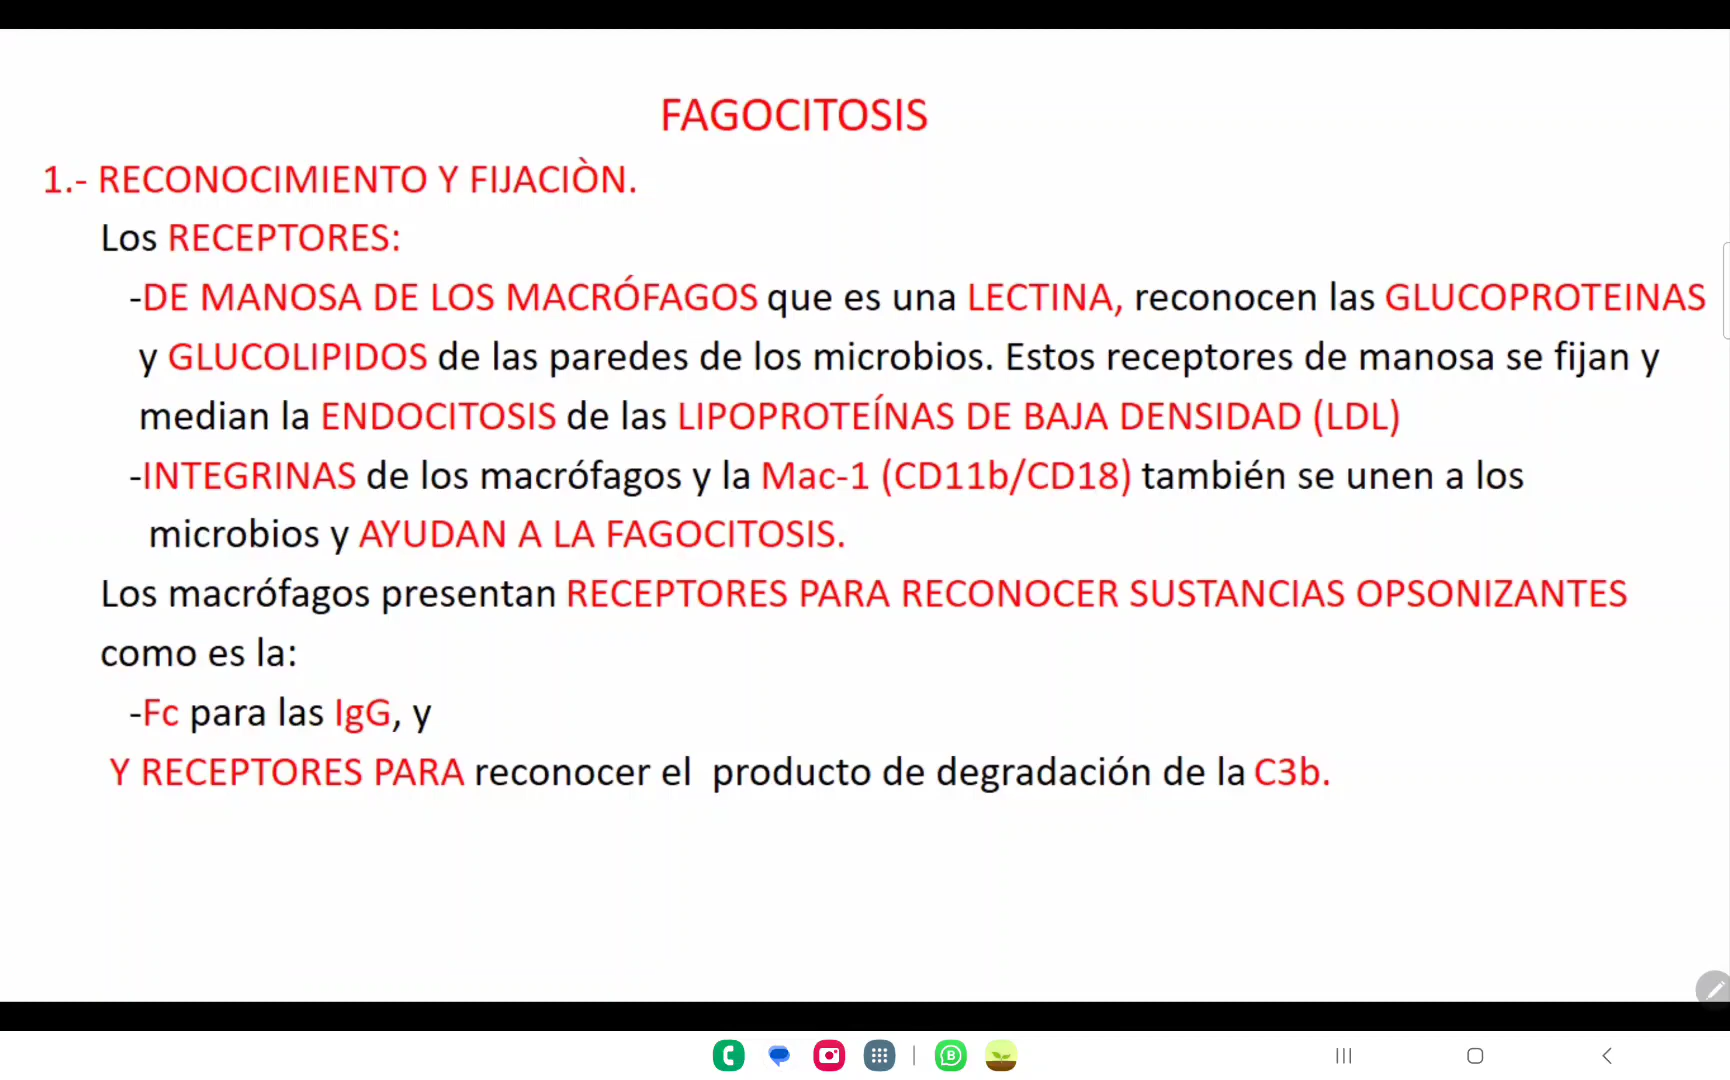 FAGOCITOSIS
1.- RECONOCIMIENTO Y FIJACIÒN.
Los RECEPTORES:
-DE MANOSA DE LOS MACRÓFAGOS que es una LECTINA, reconocen las GLUCOPROTEINAS
y GLUCOLIPIDOS de las paredes de los microbios. Estos receptores de manosa se fijan y
median la ENDOCITOSIS de las LIPOPROTEÍNAS DE BAJA DENSIDAD (LDL)
-INTEGRINAS de los macrófagos y la Mac-1 (CD11b/CD18) también se unen a los
microbios y AYUDAN A LA FAGOCITOSIS.
Los macrófagos presentan RECEPTORES PARA RECONOCER SUSTANCIAS OPSONIZANTES
como es la:
-Fc para las IgG, y
Y RECEPTORES PARA reconocer el  producto de degradación de la C3b.